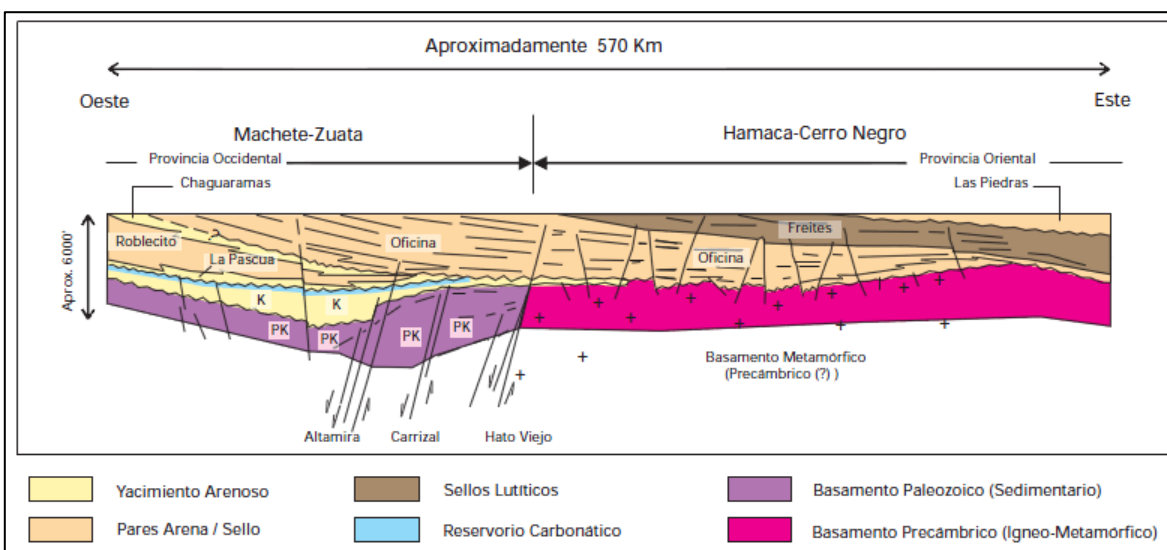 Aproximadamente 570 Km
Oeste
Este
Machete-Zuata
Hamaca-Cerro Negro
Provincia Occidental
Provincia Oriental
Chaguaramas
Las Piedras
Aprox. 6000'
Roblecito
?
La Pascua
Oficina
Freites
Oficina
K
K
PK
PK
PK
PK
Basamento Metamórfico
(Precámbrico (?) )
Altamira
Carrizal
Hato Viejo
Yacimiento Arenoso
Sellos Lutíticos
Basamento Paleozoico (Sedimentario)
Pares Arena / Sello
Reservorio Carbonático
Basamento Precámbrico (Igneo-Metamórfico)